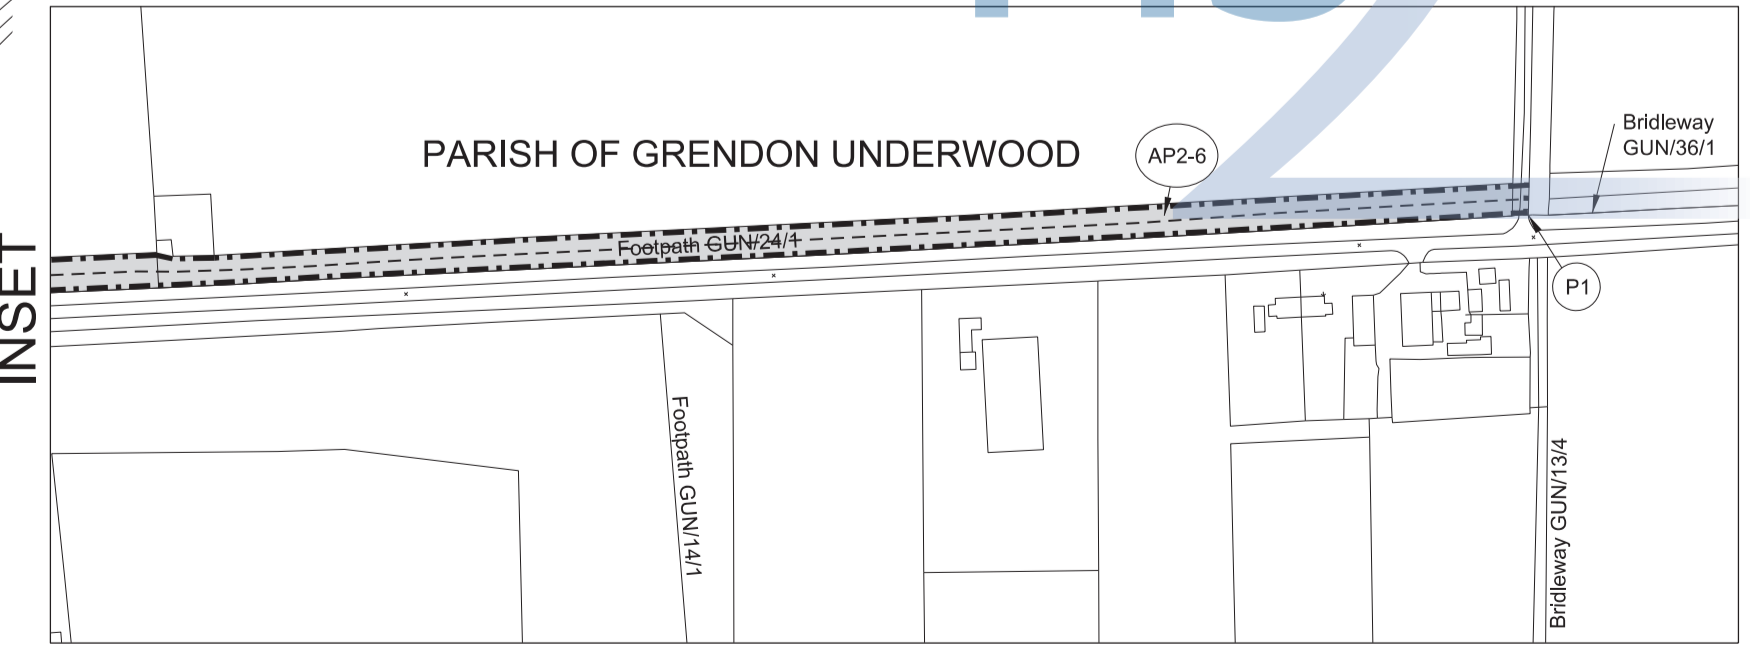 PARISH OF GRENDON UNDERWOOD
AP2-6
Bridleway
GUN/36/1
INSET
Footpath GUN/24/1
P1
Footpath GUN/14/1
Bridleway GUN/13/4